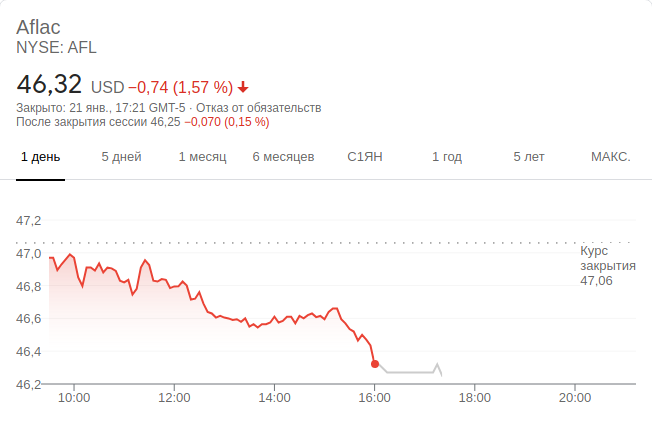 Aflac
NYSE: AFL
46,32 USD −0,74 (1,57 %)
Закрыто: 21 янв., 17:21 GMT-5 · Отказ от обязательств
После закрытия сессии 46,25 −0,070 (0,15 %)
1 день 5 дней 1 месяц 6 месяцев С1ЯН 1 год 5 лет МАКС.
47,2
47,0
46,8
46,6
46,4
46,2
Курс
закрытия
47,06
10:00 12:00 14:00 16:00 18:00 20:00